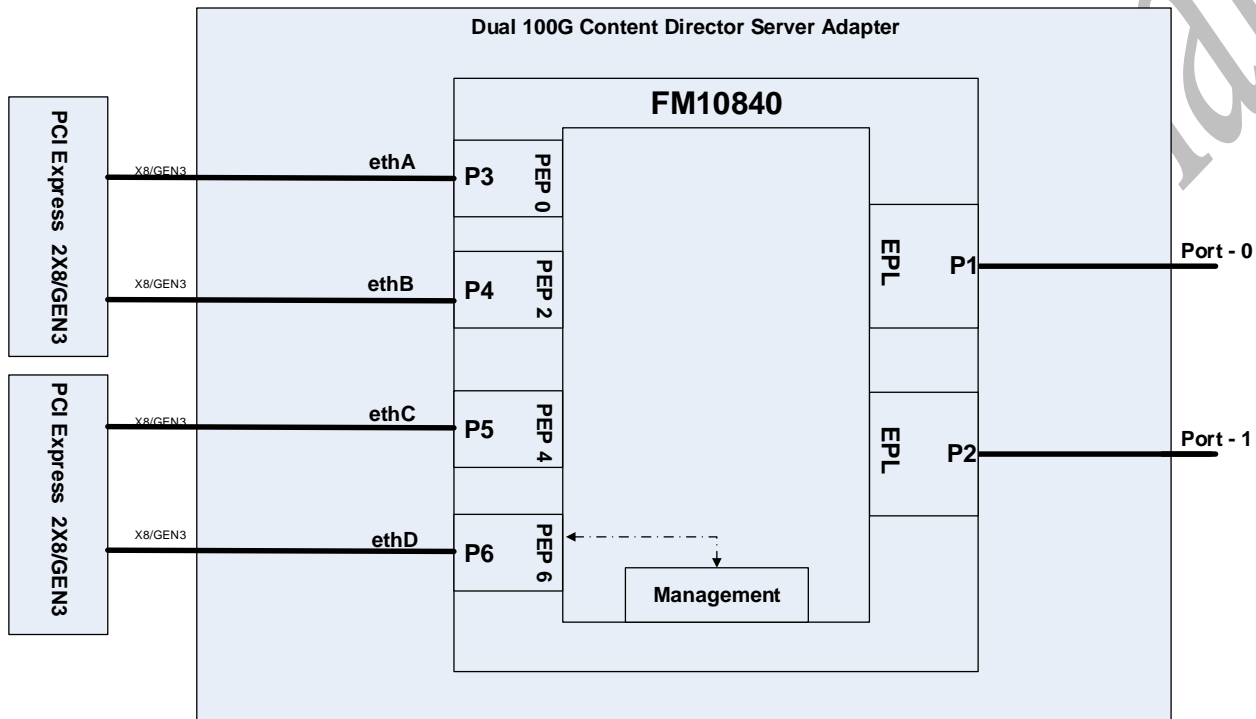 Dual 100G Content Director Server Adapter
FM10840
PCI Express 2X8/GEN3
X8/GEN3
ethA
P3
PEP 0
X8/GEN3
ethB
P4
PEP 2
EPL
P1
Port - 0
PCI Express 2X8/GEN3
X8/GEN3
ethC
P5
PEP 4
EPL
P2
Port - 1
X8/GEN3
ethD
P6
PEP 6
Management